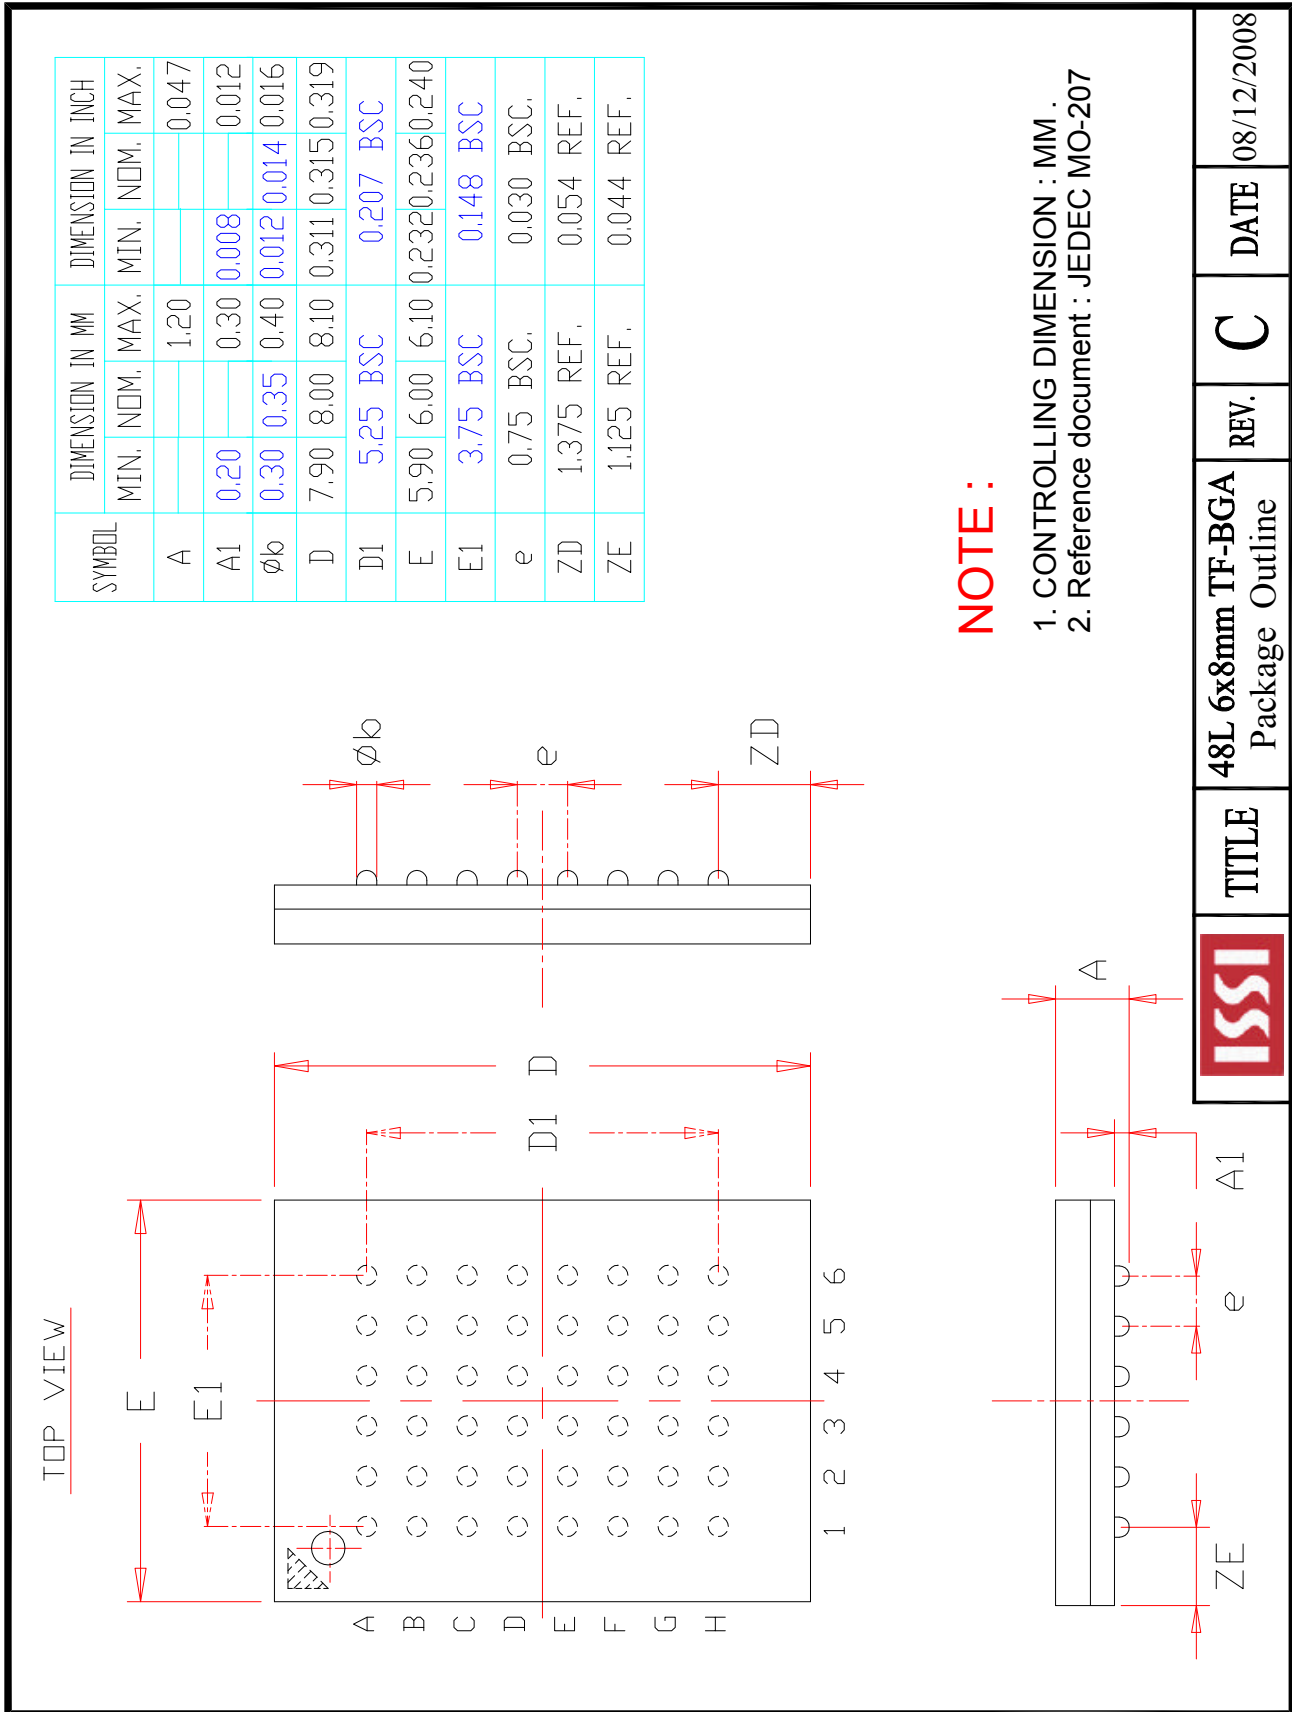 TOP VIEW
E
E1
D
D1
A
B
C
D
E
F
G
H
1 2 3 4 5 6
Øb
e
ZD
A
A1
e
ZE
SYMBOL DIMENSION IN MM DIMENSION IN INCH
MIN. NOM. MAX. MIN. NOM. MAX.
A 1.20 0.047
A1 0.20 0.30 0.008 0.012
Øb 0.30 0.35 0.40 0.012 0.014 0.016
D 7.90 8.00 8.10 0.311 0.315 0.319
D1 5.25 BSC 0.207 BSC
E 5.90 6.00 6.10 0.232 0.236 0.240
E1 3.75 BSC 0.148 BSC
e 0.75 BSC. 0.030 BSC.
ZD 1.375 REF. 0.054 REF.
ZE 1.125 REF. 0.044 REF.
NOTE :
1. CONTROLLING DIMENSION : MM .
2. Reference document : JEDEC MO-207
ISSI
TITLE
48L 6x8mm TF-BGA
Package Outline
REV.
C
DATE
08/12/2008